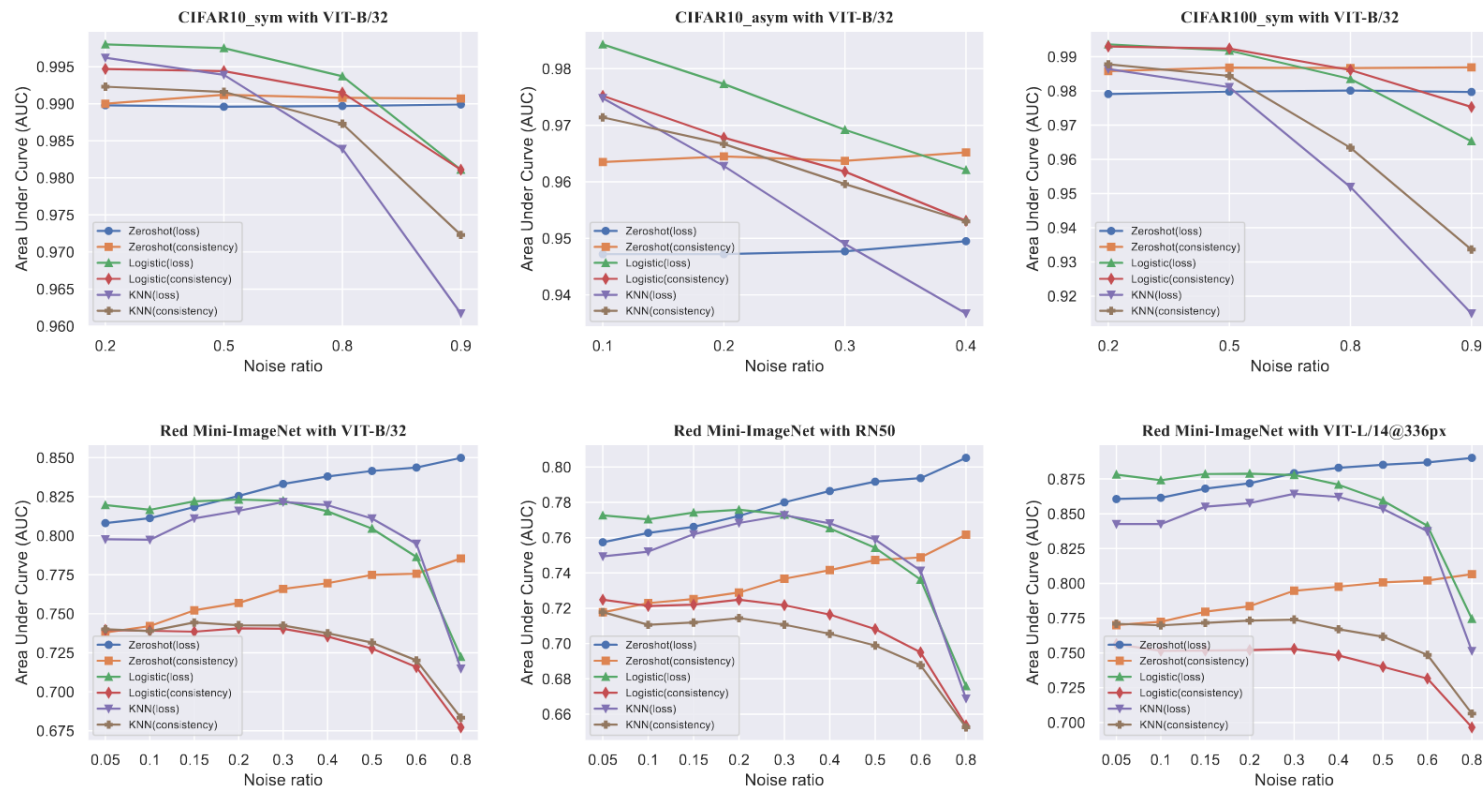 CIFAR10_sym with VIT-B/32
Area Under Curve (AUC)
0.995
0.990
0.985
0.980
0.975
0.970
0.965
0.960
Zeroshot(loss)
Zeroshot(consistency)
Logistic(loss)
Logistic(consistency)
KNN(loss)
KNN(consistency)
0.2 0.5 0.8 0.9
Noise ratio
CIFAR10_asym with VIT-B/32
Area Under Curve (AUC)
0.98
0.97
0.96
0.95
0.94
Zeroshot(loss)
Zeroshot(consistency)
Logistic(loss)
Logistic(consistency)
KNN(loss)
KNN(consistency)
0.1 0.2 0.3 0.4
Noise ratio
CIFAR100_sym with VIT-B/32
Area Under Curve (AUC)
0.99
0.98
0.97
0.96
0.95
0.94
0.93
0.92
Zeroshot(loss)
Zeroshot(consistency)
Logistic(loss)
Logistic(consistency)
KNN(loss)
KNN(consistency)
0.2 0.5 0.8 0.9
Noise ratio
Red Mini-ImageNet with VIT-B/32
Area Under Curve (AUC)
0.850
0.825
0.800
0.775
0.750
0.725
0.700
0.675
Zeroshot(loss)
Zeroshot(consistency)
Logistic(loss)
Logistic(consistency)
KNN(loss)
KNN(consistency)
0.05 0.1 0.15 0.2 0.3 0.4 0.5 0.6 0.8
Noise ratio
Red Mini-ImageNet with RN50
Area Under Curve (AUC)
0.80
0.78
0.76
0.74
0.72
0.70
0.68
0.66
Zeroshot(loss)
Zeroshot(consistency)
Logistic(loss)
Logistic(consistency)
KNN(loss)
KNN(consistency)
0.05 0.1 0.15 0.2 0.3 0.4 0.5 0.6 0.8
Noise ratio
Red Mini-ImageNet with VIT-L/14@336px
Area Under Curve (AUC)
0.875
0.850
0.825
0.800
0.775
0.750
0.725
0.700
Zeroshot(loss)
Zeroshot(consistency)
Logistic(loss)
Logistic(consistency)
KNN(loss)
KNN(consistency)
0.05 0.1 0.15 0.2 0.3 0.4 0.5 0.6 0.8
Noise ratio